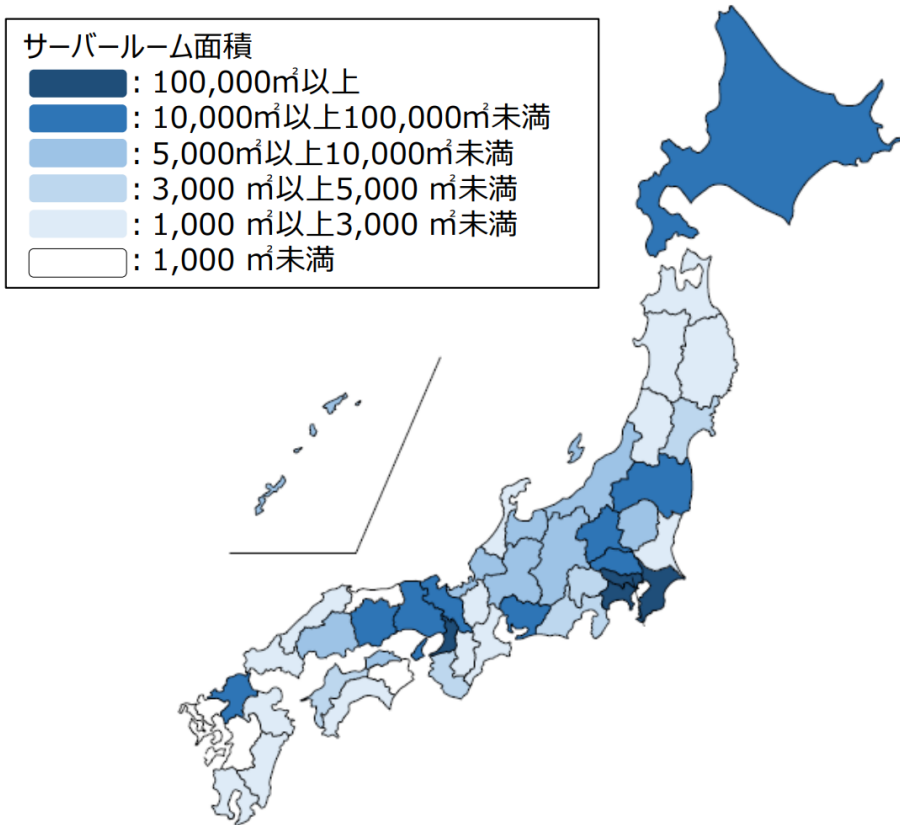 サーバールーム面積
: 100,000㎡以上
: 10,000㎡以上100,000㎡未満
: 5,000㎡以上10,000㎡未満
: 3,000 ㎡以上5,000 ㎡未満
: 1,000 ㎡以上3,000 ㎡未満
: 1,000 ㎡未満